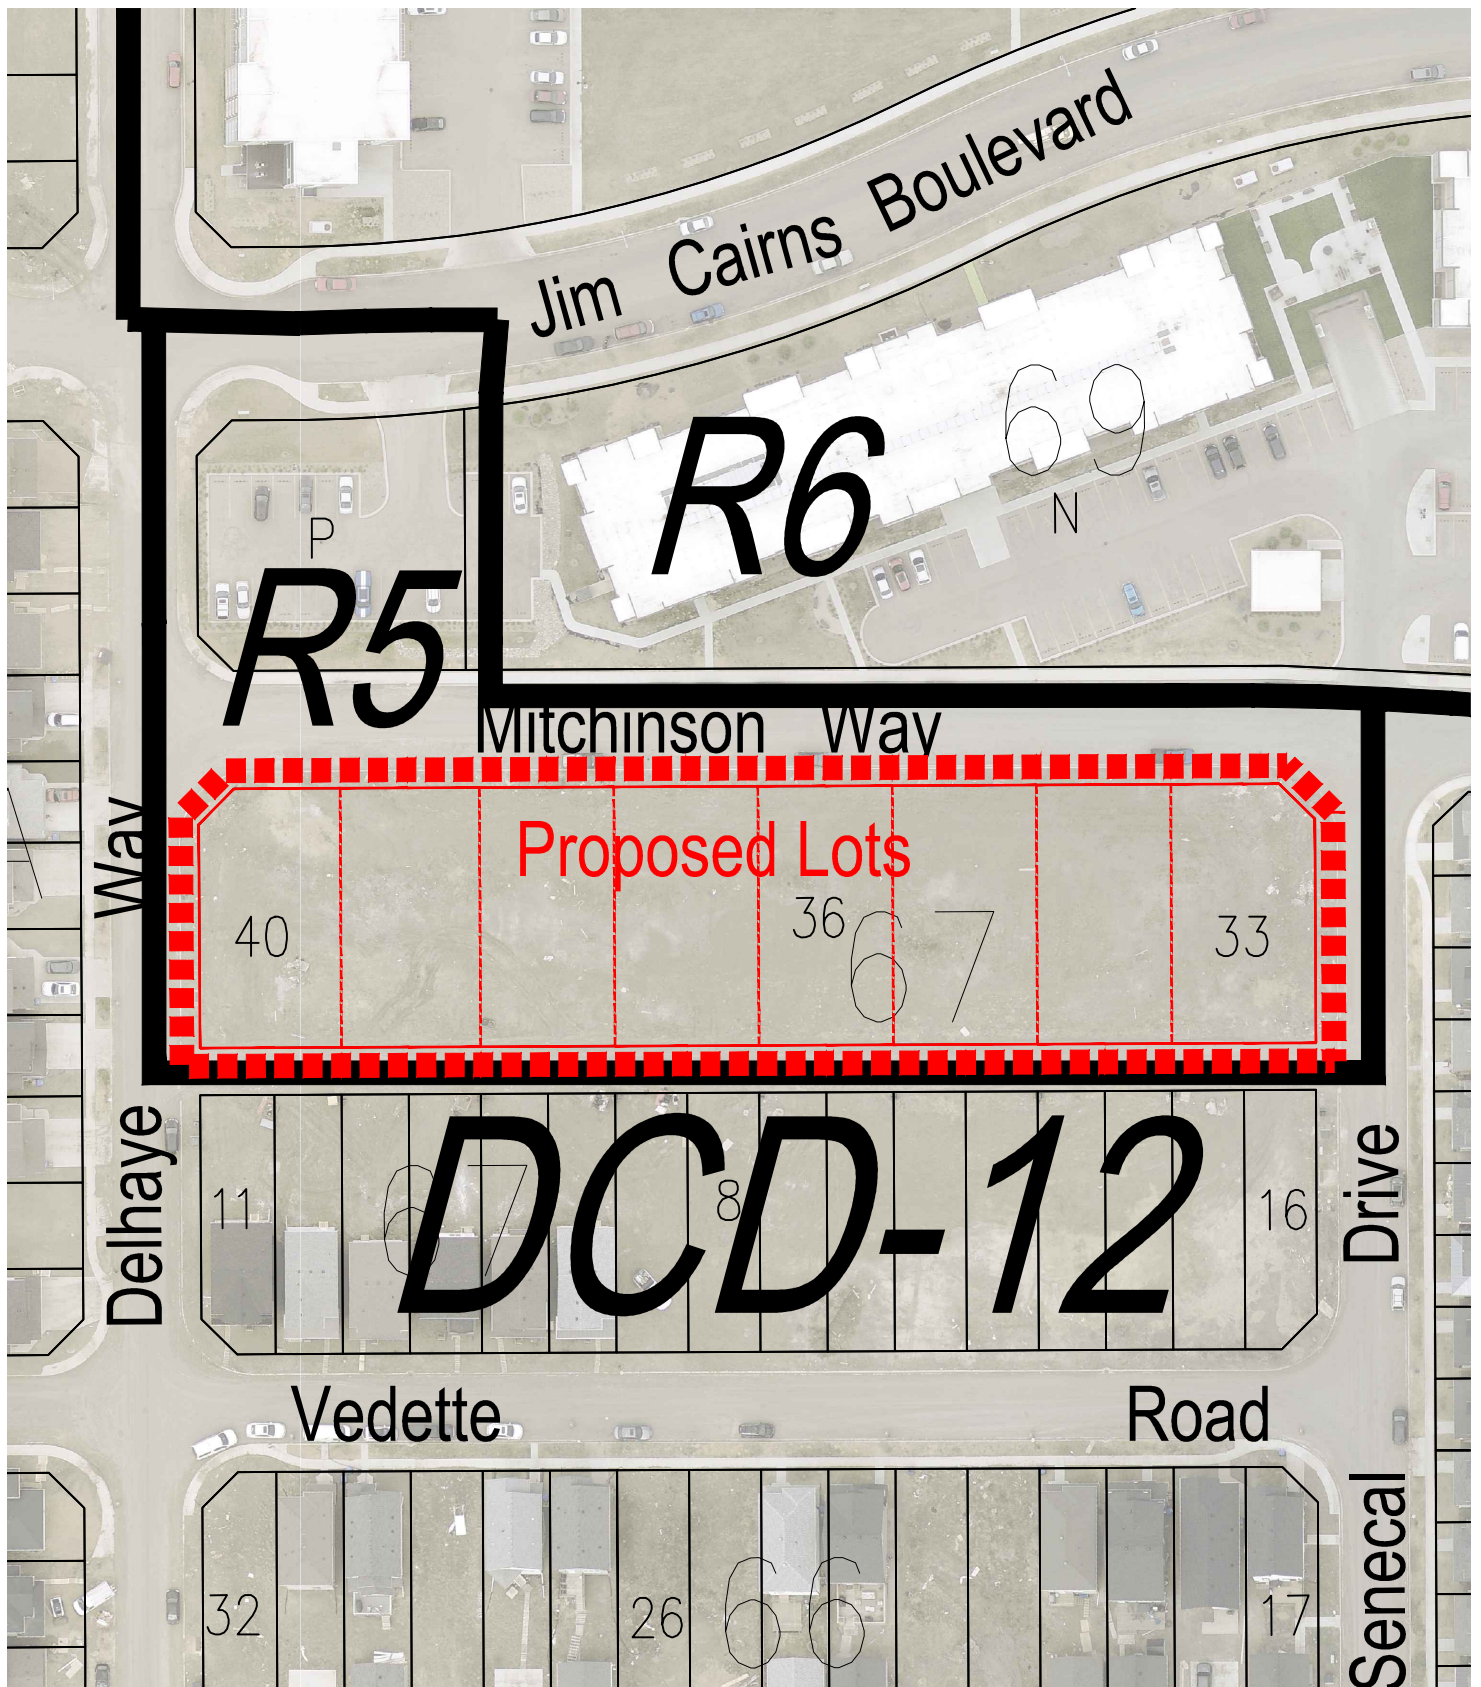 Jim Cairns Boulevard
69
N
R6
P
R5
Mitchinson Way
Proposed Lots
40
36
67
33
Delhaye Way
DCD-12
11
67
8
16
Senecal Drive
Vedette Road
32
26
66
17